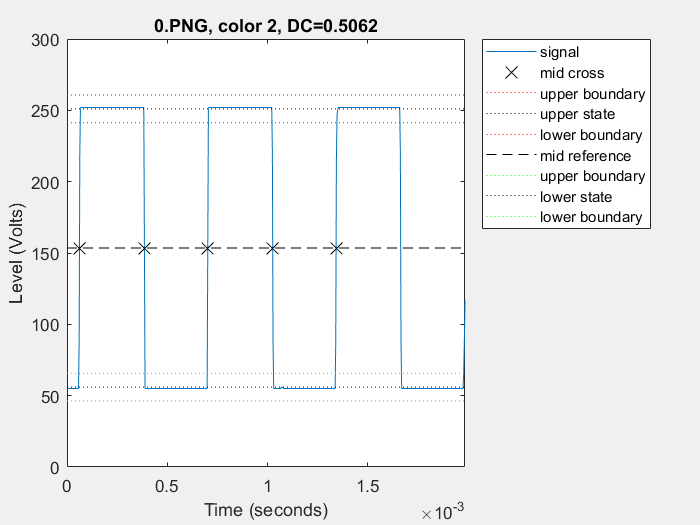 0.PNG, color 2, DC=0.5062
300
250
200
150
100
50
0
Level (Volts)
0 0.5 1 1.5
Time (seconds)
×10-3
signal
mid cross
upper boundary
upper state
lower boundary
mid reference
upper boundary
lower state
lower boundary